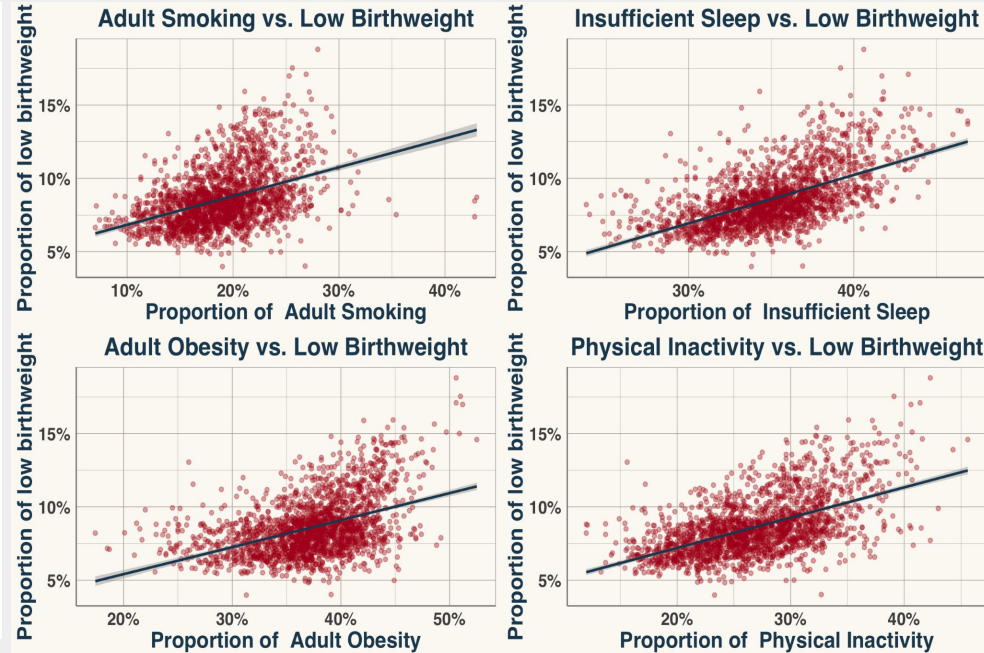 Adult Smoking vs. Low Birthweight
Proportion of low birthweight
15%
10%
5%
10% 20% 30% 40%
Proportion of  Adult Smoking
Insufficient Sleep vs. Low Birthweight
Proportion of low birthweight
15%
10%
5%
30% 40%
Proportion of  Insufficient Sleep
Adult Obesity vs. Low Birthweight
Proportion of low birthweight
15%
10%
5%
20% 30% 40% 50%
Proportion of  Adult Obesity
Physical Inactivity vs. Low Birthweight
Proportion of low birthweight
15%
10%
5%
20% 30% 40%
Proportion of  Physical Inactivity